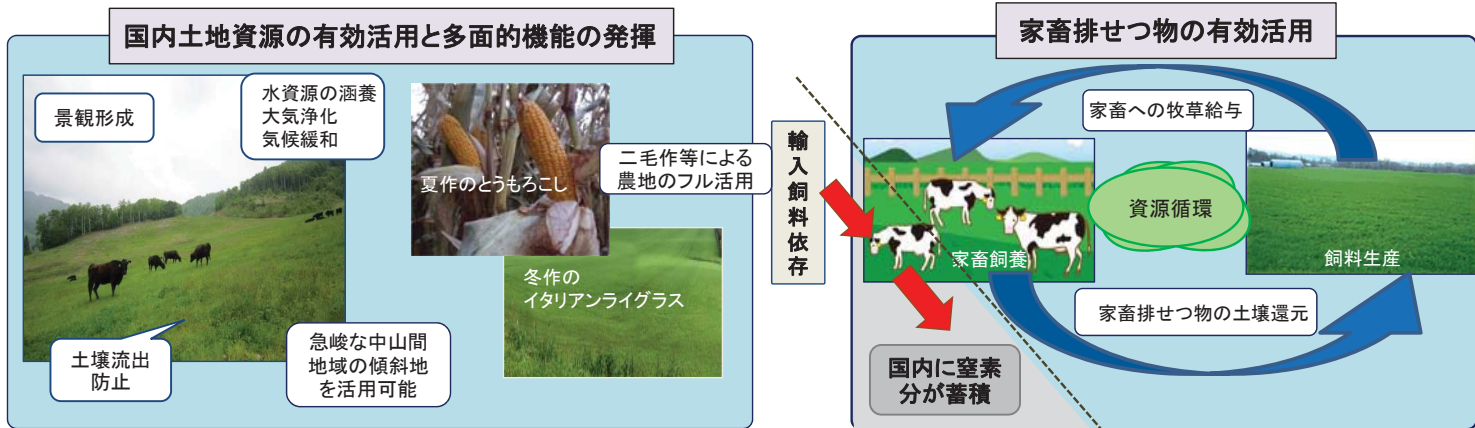 国内土地資源の有効活用と多面的機能の発揮
景観形成
水資源の涵養
大気浄化
気候緩和
夏作のとうもろこし
二毛作等による
農地のフル活用
冬作の
イタリアンライグラス
土壌流出
防止
急峻な中山間
地域の傾斜地
を活用可能
家畜排せつ物の有効活用
輸入飼料依存
家畜への牧草給与
資源循環
家畜飼養
飼料生産
家畜排せつ物の土壌還元
国内に窒素
分が蓄積